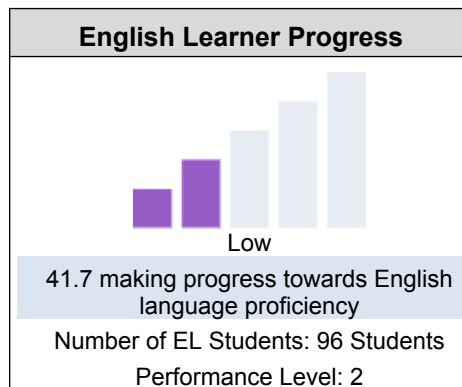 English Learner Progress
Low
41.7 making progress towards English
language proficiency
Number of EL Students: 96 Students
Performance Level: 2